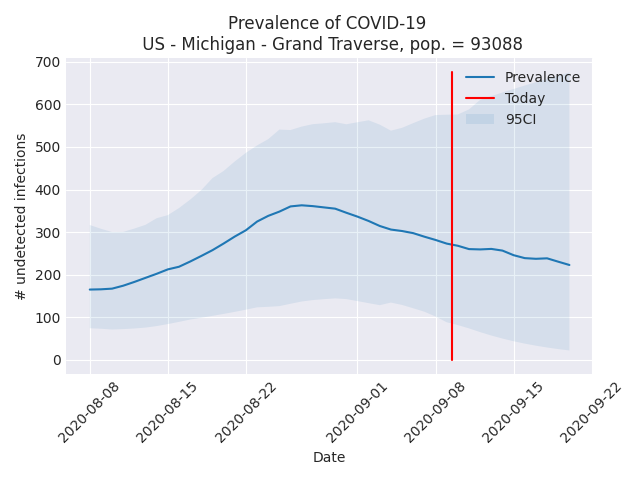 Prevalence of COVID-19
US - Michigan - Grand Traverse, pop. = 93088
700
600
500
400
300
200
100
0
# undetected infections
Prevalence
Today
95CI
2020-08-08
2020-08-15
2020-08-22
2020-09-01
2020-09-08
2020-09-15
2020-09-22
Date